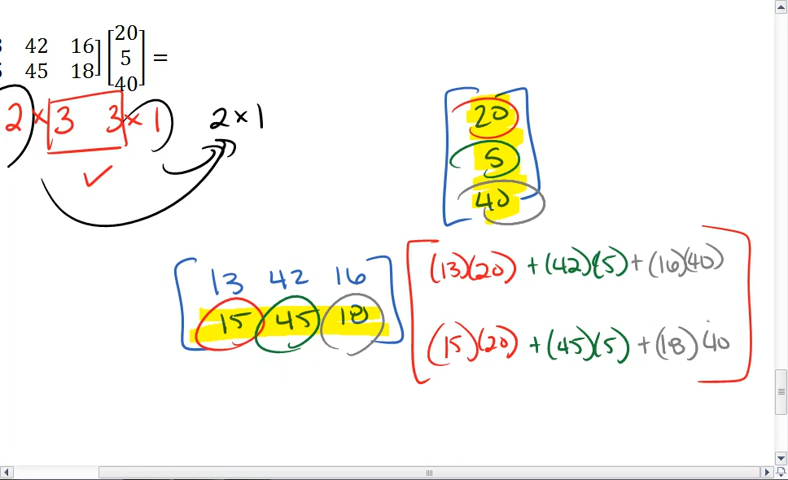 42 16] [20
45 18] 5 =
40
2 × 3 3 × 1 2 × 1
20
5
40
13 42 16
15 45 18
(13)(20) + (42)(5) + (16)(40)
(15)(20) + (45)(5) + (18) (40